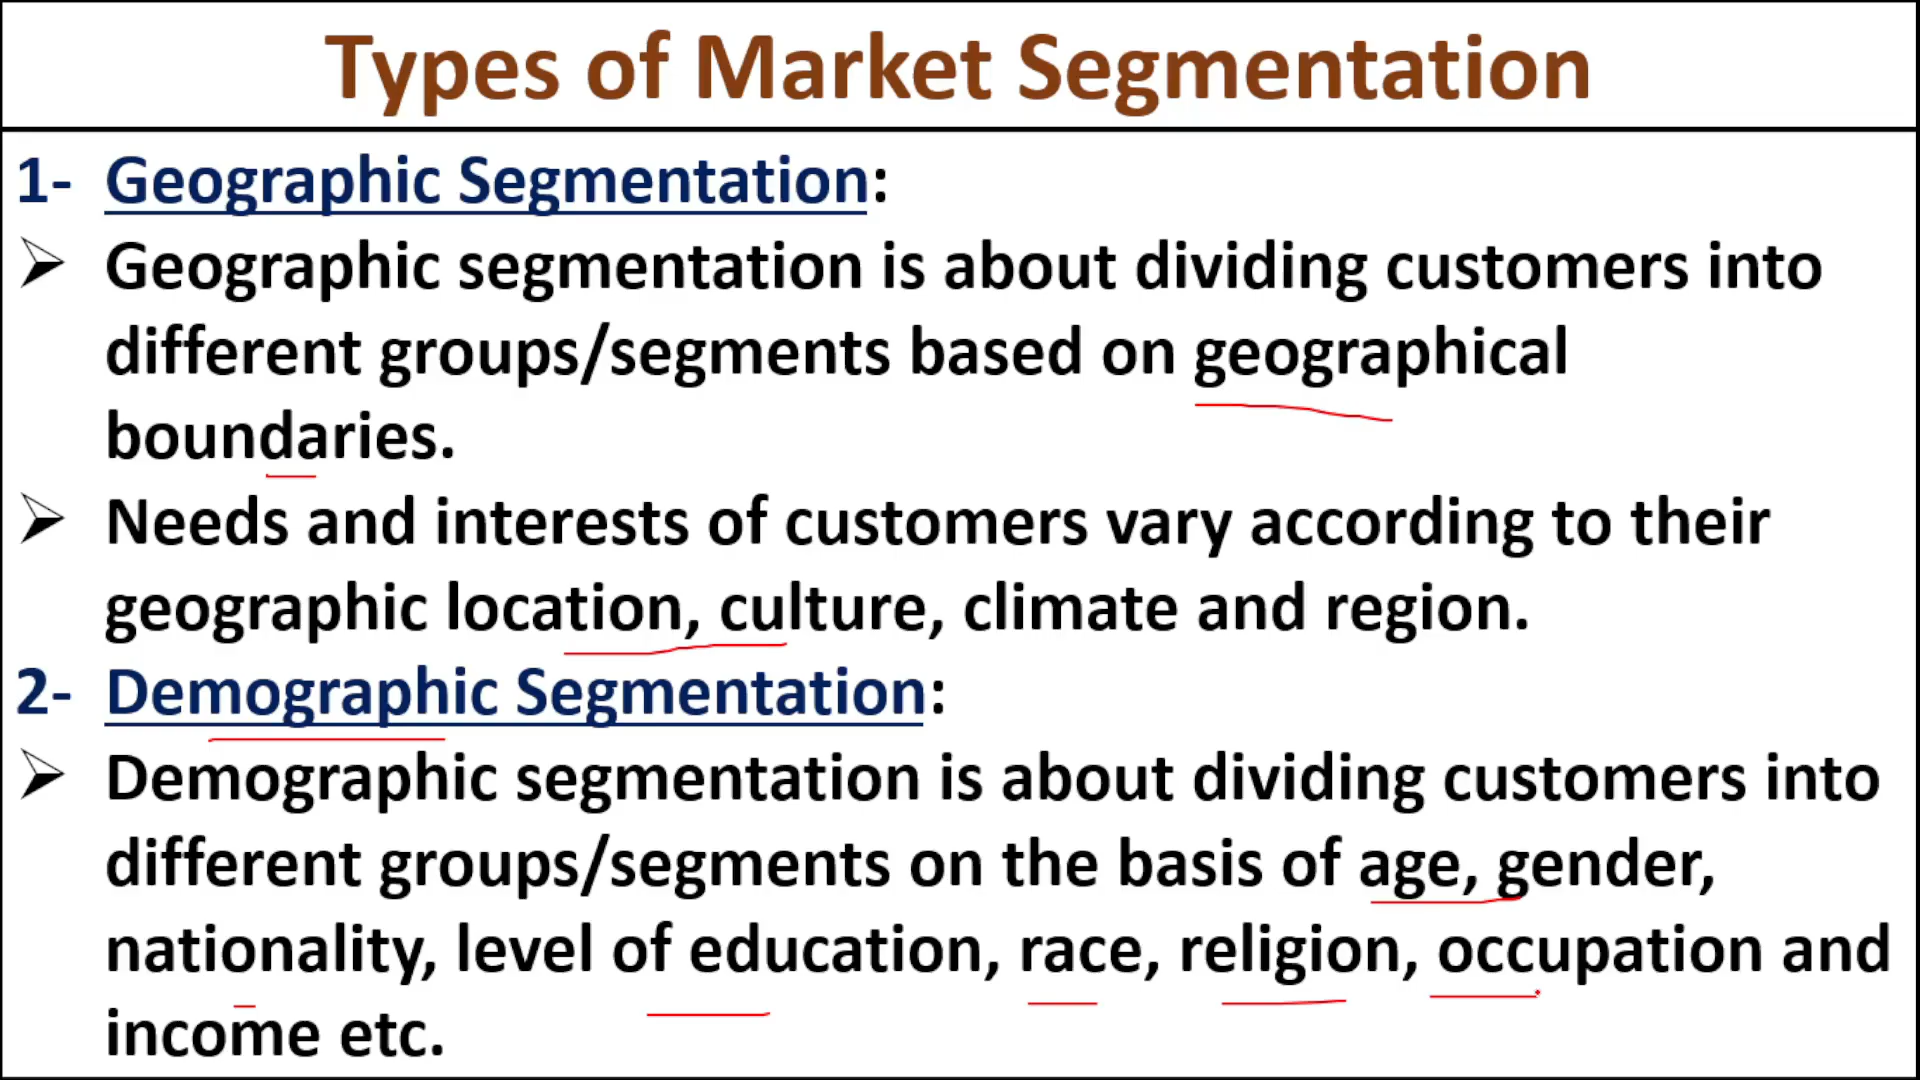 Types of Market Segmentation
1- Geographic Segmentation:
➢ Geographic segmentation is about dividing customers into
different groups/segments based on geographical
boundaries.
➢ Needs and interests of customers vary according to their
geographic location, culture, climate and region.
2- Demographic Segmentation:
➢ Demographic segmentation is about dividing customers into
different groups/segments on the basis of age, gender,
nationality, level of education, race, religion, occupation and
income etc.